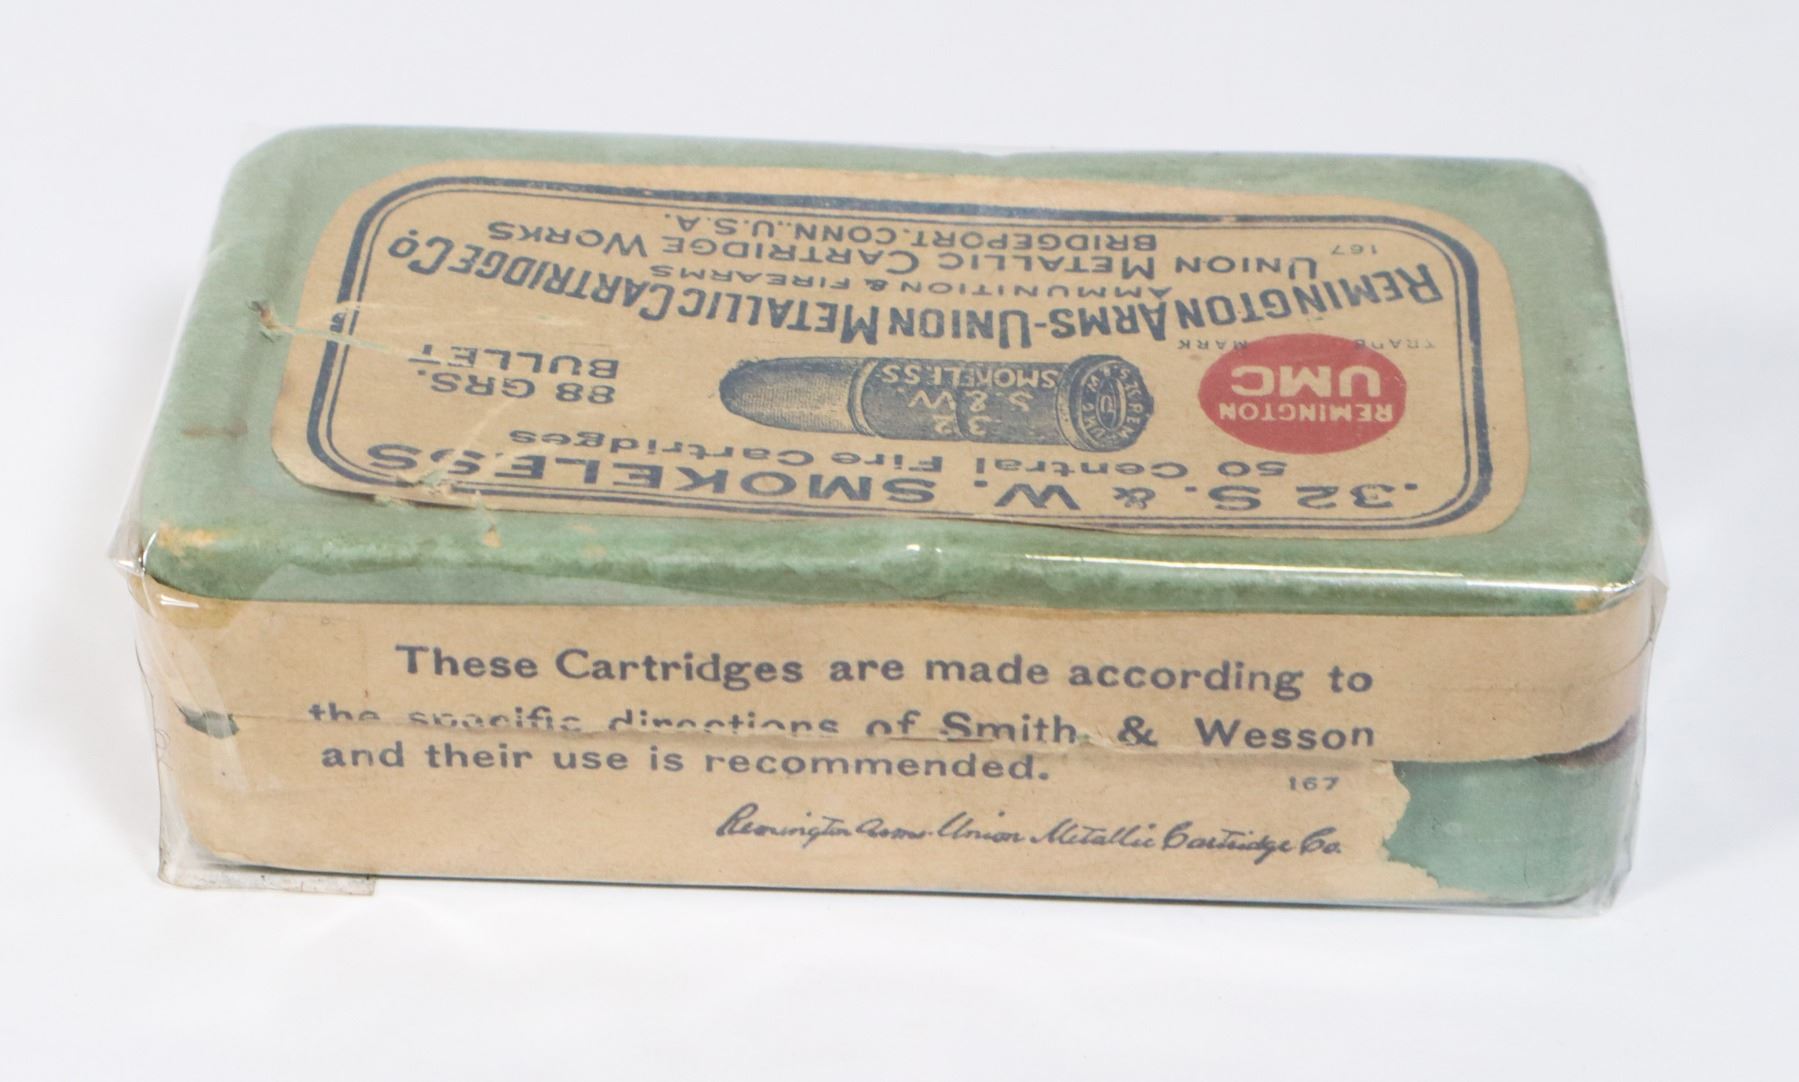 .32 S. & W. SMOKELESS
50 Central Fire Cartridges
REMINGTON
UMC
TRADE MARK
.32
S. & W.
SMOKELESS
88 GRS.
BULLET
REMINGTON ARMS-UNION METALLIC CARTRIDGE CO
AMMUNITION & FIREARMS
167
UNION METALLIC CARTRIDGE WORKS
BRIDGEPORT. CONN., U.S.A.
These Cartridges are made according to
the specific directions of Smith & Wesson
and their use is recommended.
167
Remington Arms-Union Metallic Cartridge Co.